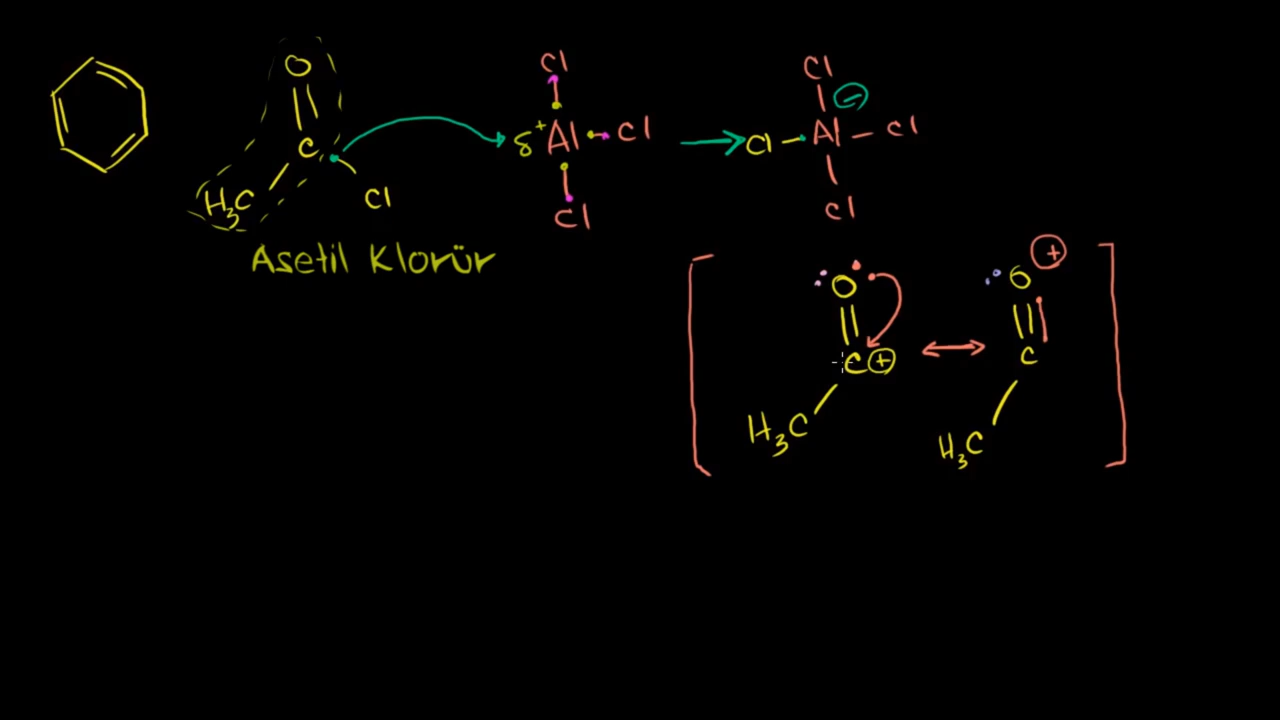 O
C
H3C
Cl
Asetil Klorür
Cl
δ+ Al Cl
Cl
Cl
⊖
Cl Al Cl
Cl
O
C ⊕
H3C
O ⊕
C
H3C